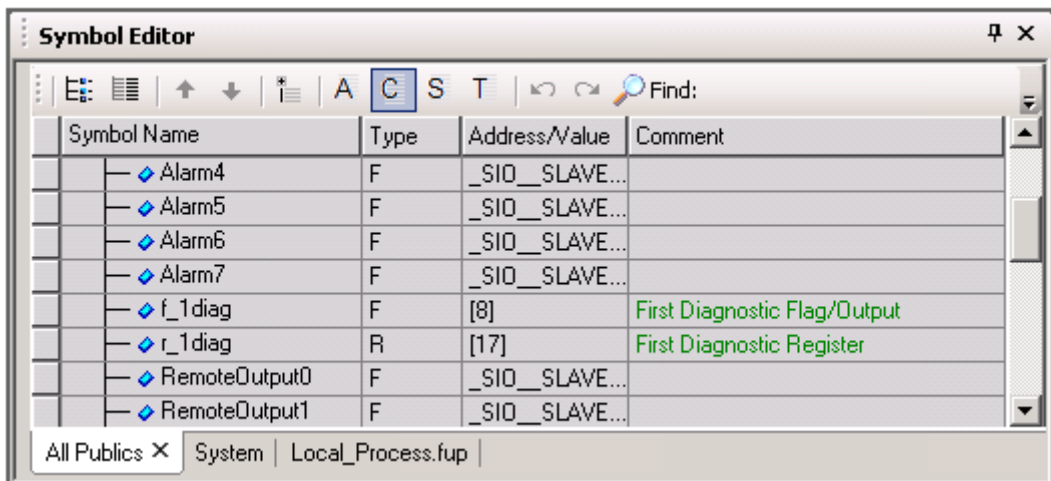 Symbol Editor
A C S T Find:
Symbol Name Type Address/Value Comment
Alarm4 F _SIO__SLAVE...
Alarm5 F _SIO__SLAVE...
Alarm6 F _SIO__SLAVE...
Alarm7 F _SIO__SLAVE...
f_1diag F [8] First Diagnostic Flag/Output
r_1diag R [17] First Diagnostic Register
RemoteOutput0 F _SIO__SLAVE...
RemoteOutput1 F _SIO__SLAVE...
All Publics System Local_Process.fup